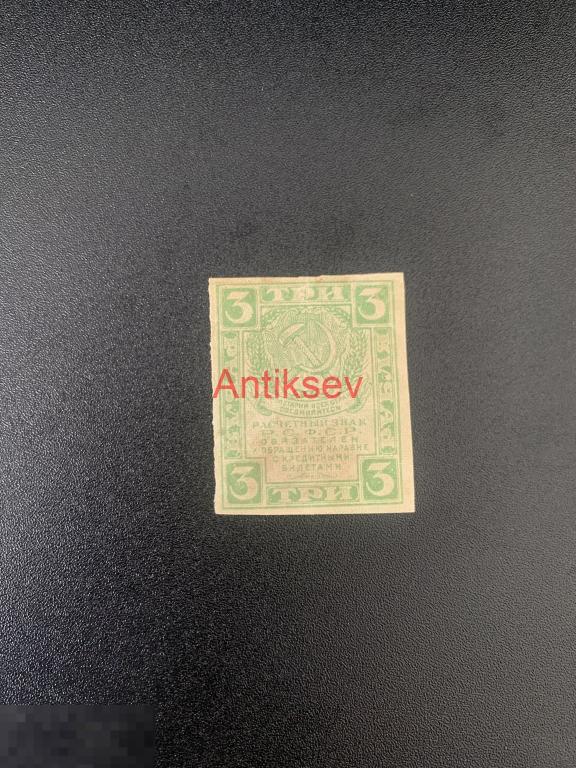 3 ТРИ 3
Antiksev
РАСЧЕТНЫЙ ЗНАК
Р.С.Ф.С.Р.
ОБЯЗАТЕЛЕН
К ОБРАЩЕНИЮ НАРАВНЕ
С КРЕДИТНЫМИ
БИЛЕТАМИ
3 ТРИ 3